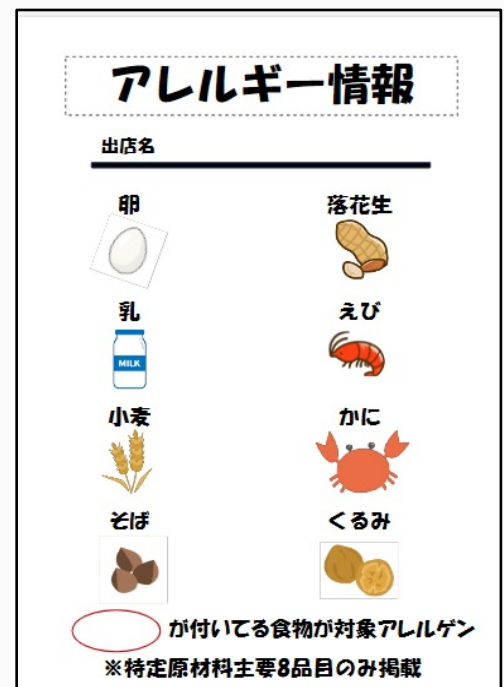 アレルギー情報
出店名
卵 落花生
乳 えび
MILK
小麦 かに
そば くるみ
が付いてる食物が対象アレルゲン
※特定原材料主要8品目のみ掲載